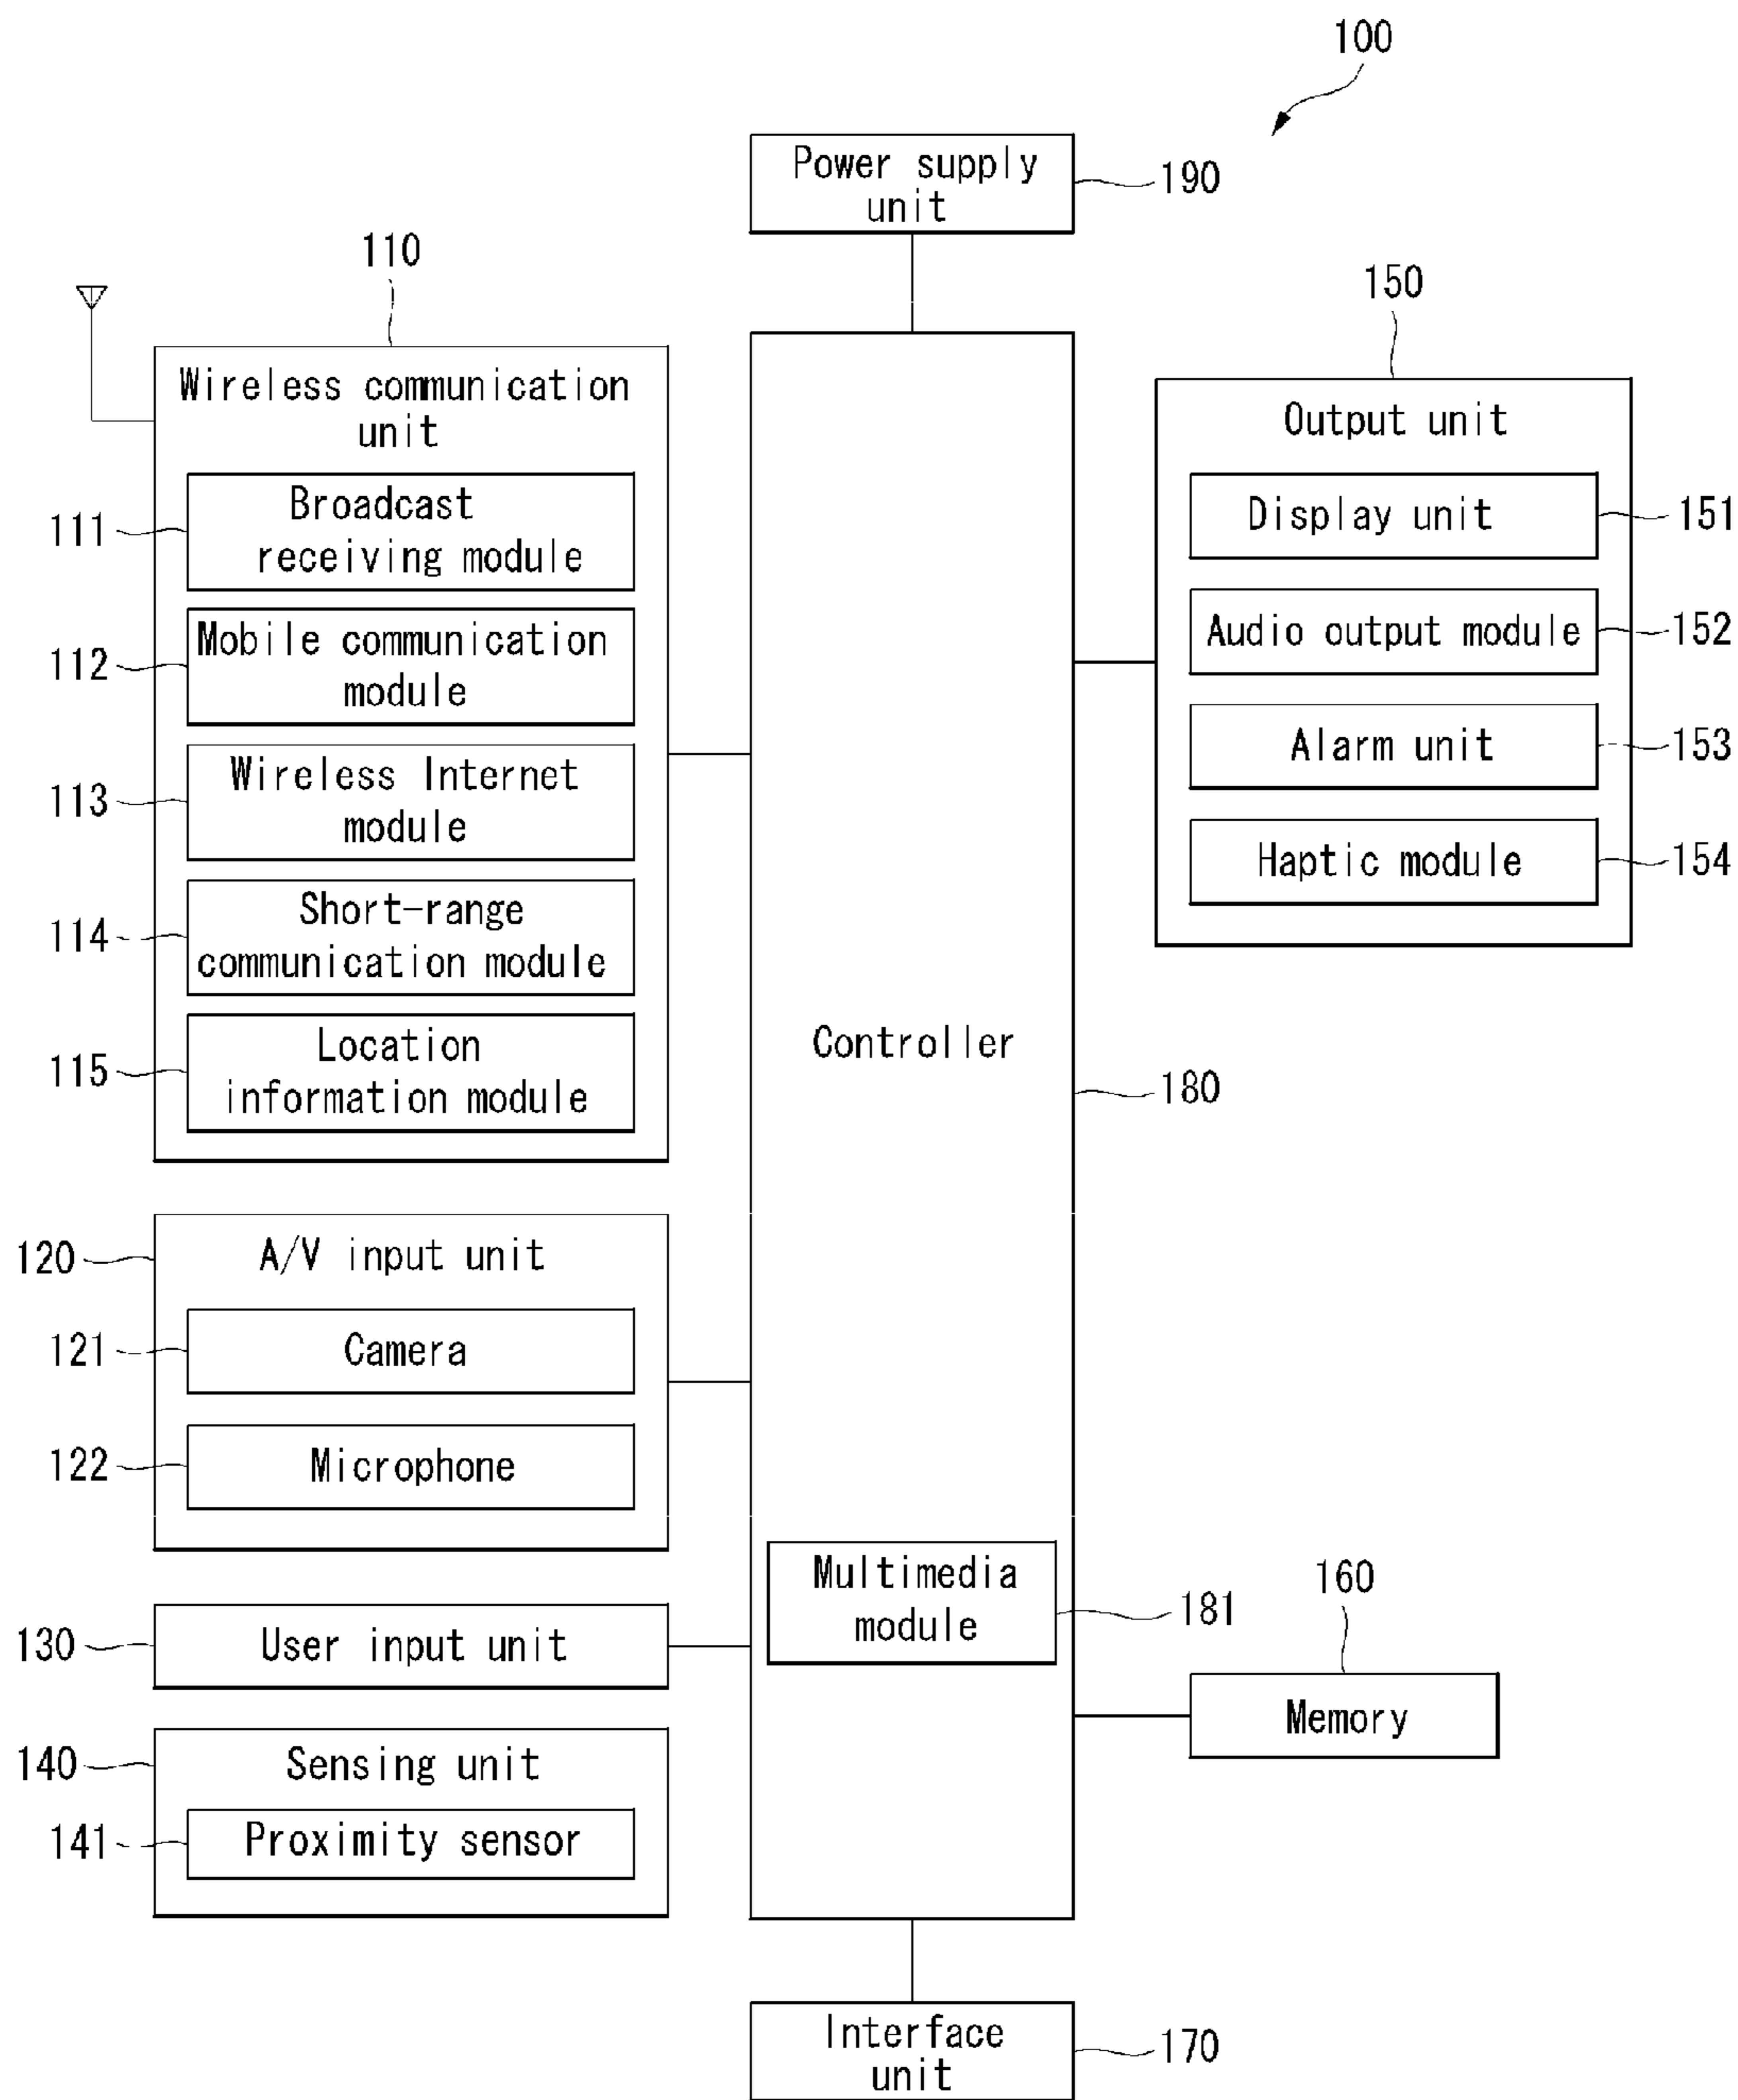 100
Power supply
unit
190
110
Wireless communication
unit
111
Broadcast
receiving module
112
Mobile communication
module
113
Wireless Internet
module
114
Short-range
communication module
115
Location
information module
120
A/V input unit
121
Camera
122
Microphone
130
User input unit
140
Sensing unit
141
Proximity sensor
Controller
180
Multimedia
module
181
150
Output unit
Display unit
151
Audio output module
152
Alarm unit
153
Haptic module
154
160
Memory
Interface
unit
170